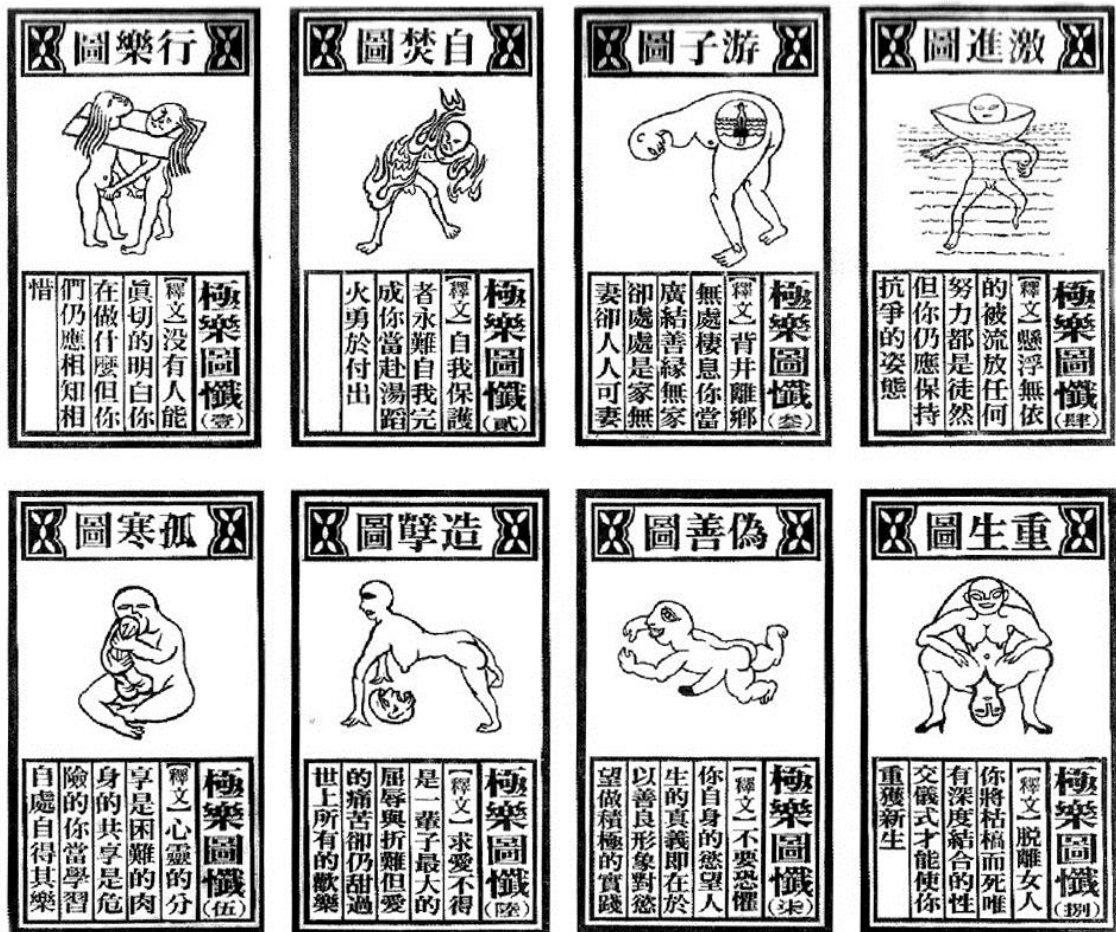 行樂圖
極樂圖懺(壹)
【釋文】没有人能
眞切的明白你
在做什麼但你
們仍應相知相
惜
自焚圖
極樂圖懺(貳)
【釋文】自我保護
者永難自我完
成你當赴湯蹈
火勇於付出
游子圖
極樂圖懺(叁)
【釋文】背井離鄉
無處棲息你當
廣結善緣無家
卻處處是家無
妻卻人人可妻
激進圖
極樂圖懺(肆)
【釋文】懸浮無依
的被流放任何
努力都是徒然
但你仍應保持
抗爭的姿態
孤寒圖
極樂圖懺(伍)
【釋文】心靈的分
享是困難的肉
身的共享是危
險的你當學習
自處自得其樂
造孽圖
極樂圖懺(陸)
【釋文】求愛不得
是一輩子最大的
屈辱與折難但愛
的痛苦卻仍甜過
世上所有的歡樂
偽善圖
極樂圖懺(柒)
【釋文】不要恐懼
你自身的慾望人
生的真義即在於
以善良形象對慾
望做積極的實踐
重生圖
極樂圖懺(捌)
【釋文】脫離女人
你將枯槁而死唯
有深度結合的性
交儀式才能使你
重獲新生